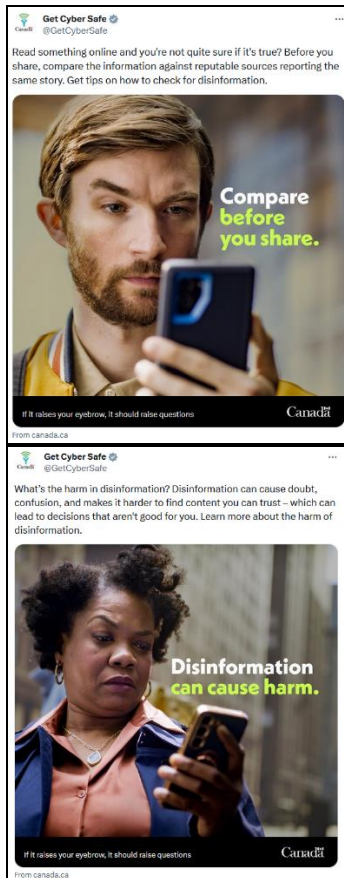 Get Cyber Safe
@GetCyberSafe
Canada
Read something online and you're not quite sure if it's true? Before you
share, compare the information against reputable sources reporting the
same story. Get tips on how to check for disinformation.
Compare
before
you share.
If it raises your eyebrow, it should raise questions
Canada
From canada.ca
Get Cyber Safe
@GetCyberSafe
Canada
What's the harm in disinformation? Disinformation can cause doubt,
confusion, and makes it harder to find content you can trust – which can
lead to decisions that aren't good for you. Learn more about the harm of
disinformation.
Disinformation
can cause harm.
If it raises your eyebrow, it should raise questions
Canada
From canada.ca